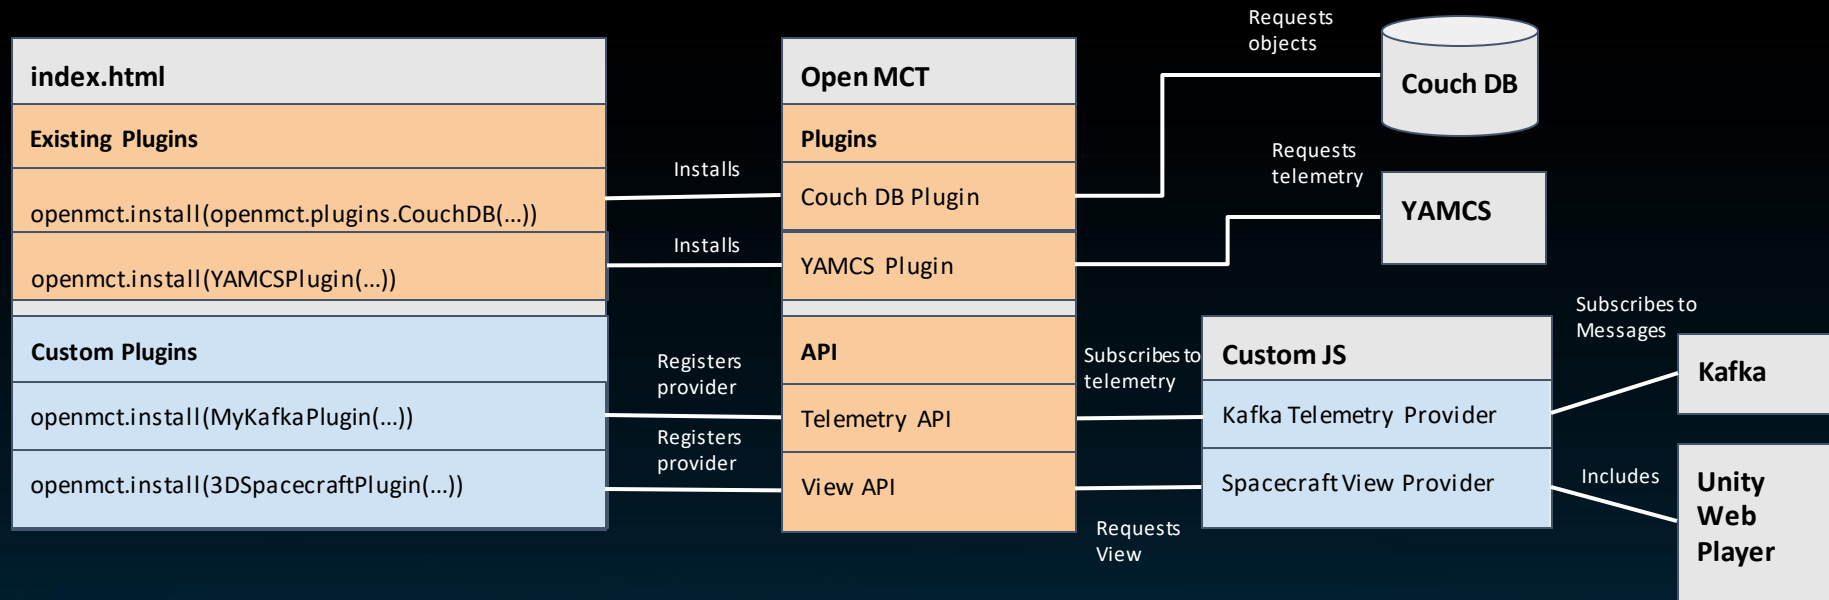 index.html
Existing Plugins
openmct.install(openmct.plugins.CouchDB(...))
openmct.install(YAMCSPlugin(...))
Custom Plugins
openmct.install(MyKafkaPlugin(...))
openmct.install(3DSpacecraftPlugin(...))
Installs
Installs
Registers
provider
Registers
provider
Open MCT
Plugins
Couch DB Plugin
YAMCS Plugin
API
Telemetry API
View API
Requests
objects
Couch DB
Requests
telemetry
YAMCS
Subscribes to
telemetry
Requests
View
Custom JS
Kafka Telemetry Provider
Spacecraft View Provider
Subscribes to
Messages
Kafka
Includes
Unity
Web
Player